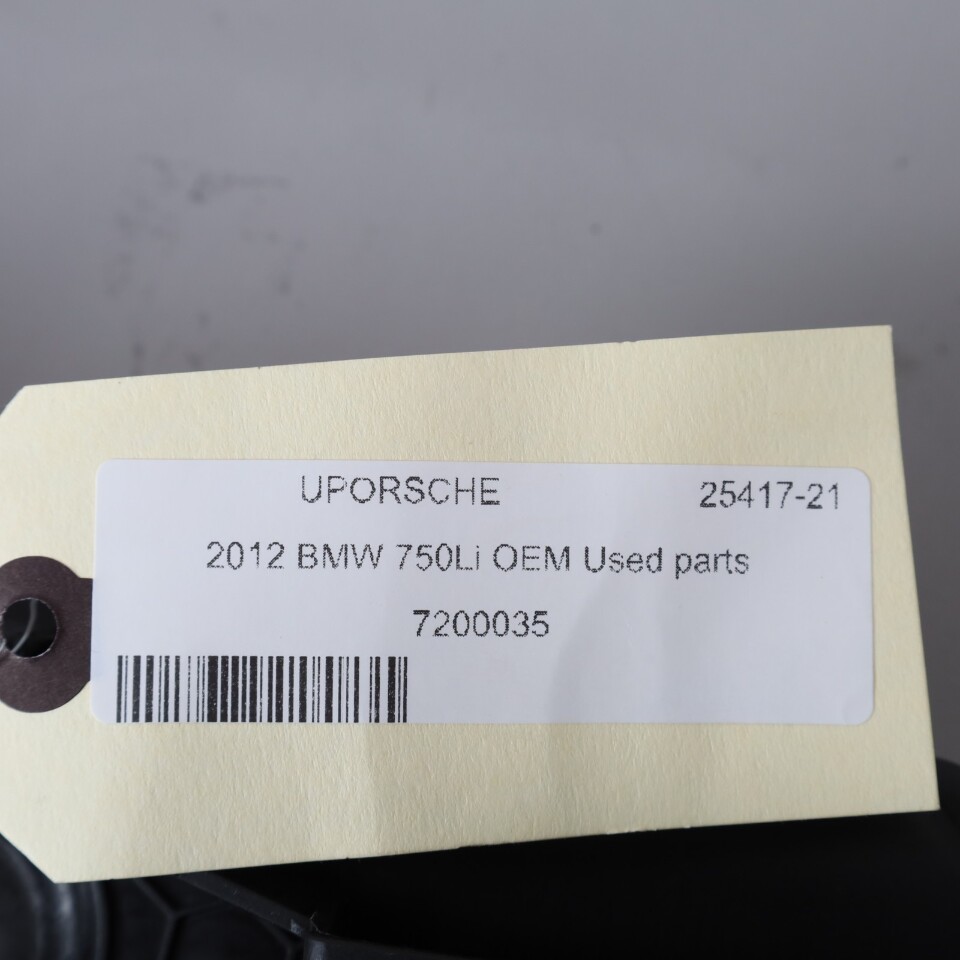 UPORSCHE 25417-21
2012 BMW 750Li OEM Used parts
7200035